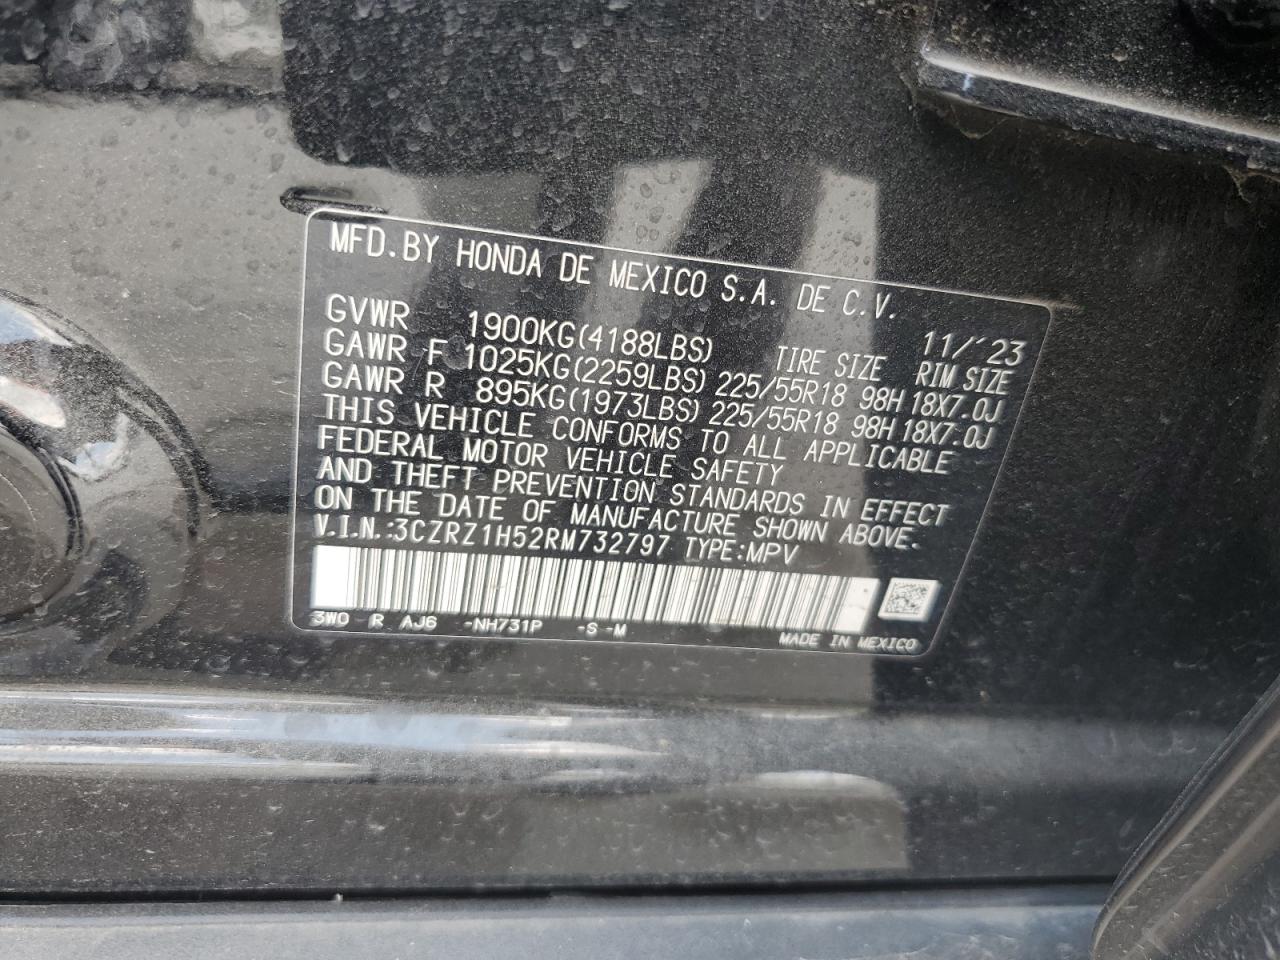 MFD.BY HONDA DE MEXICO S.A. DE C.V.
11/'23
GVWR 1900KG(4188LBS) TIRE SIZE RIM SIZE
GAWR F 1025KG(2259LBS) 225/55R18 98H 18X7.0J
GAWR R 895KG(1973LBS) 225/55R18 98H 18X7.0J
THIS VEHICLE CONFORMS TO ALL APPLICABLE
FEDERAL MOTOR VEHICLE SAFETY
AND THEFT PREVENTION STANDARDS IN EFFECT
ON THE DATE OF MANUFACTURE SHOWN ABOVE.
V.I.N.:3CZRZ1H52RM732797 TYPE:MPV
3W0 R AJ6 -NH731P -S -M
MADE IN MEXICO